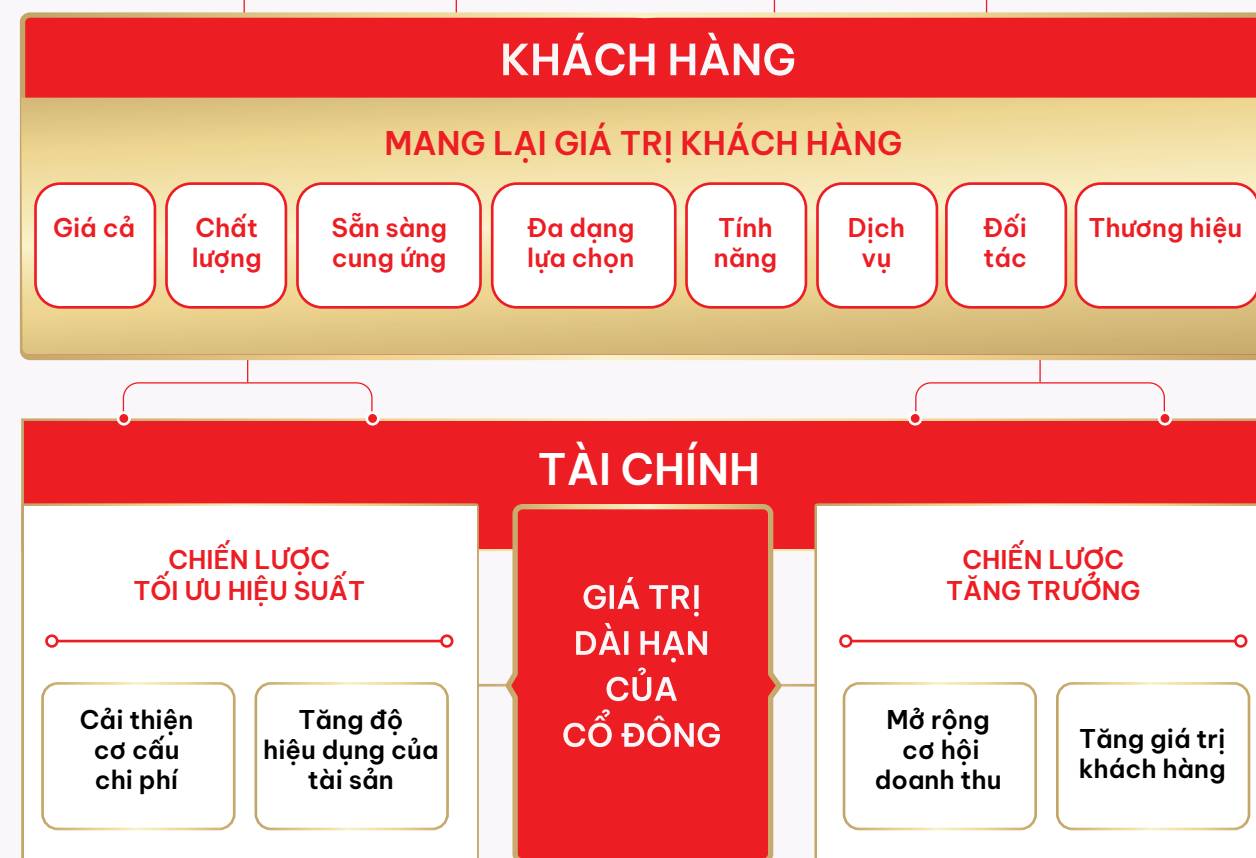 KHÁCH HÀNG
MANG LẠI GIÁ TRỊ KHÁCH HÀNG
Giá cả
Chất
lượng
Sẵn sàng
cung ứng
Đa dạng
lựa chọn
Tính
năng
Dịch
vụ
Đối
tác
Thương hiệu
TÀI CHÍNH
CHIẾN LƯỢC
TỐI ƯU HIỆU SUẤT
Cải thiện
cơ cấu
chi phí
Tăng độ
hiệu dụng của
tài sản
GIÁ TRỊ
DÀI HẠN
CỦA
CỔ ĐÔNG
CHIẾN LƯỢC
TĂNG TRƯỞNG
Mở rộng
cơ hội
doanh thu
Tăng giá trị
khách hàng